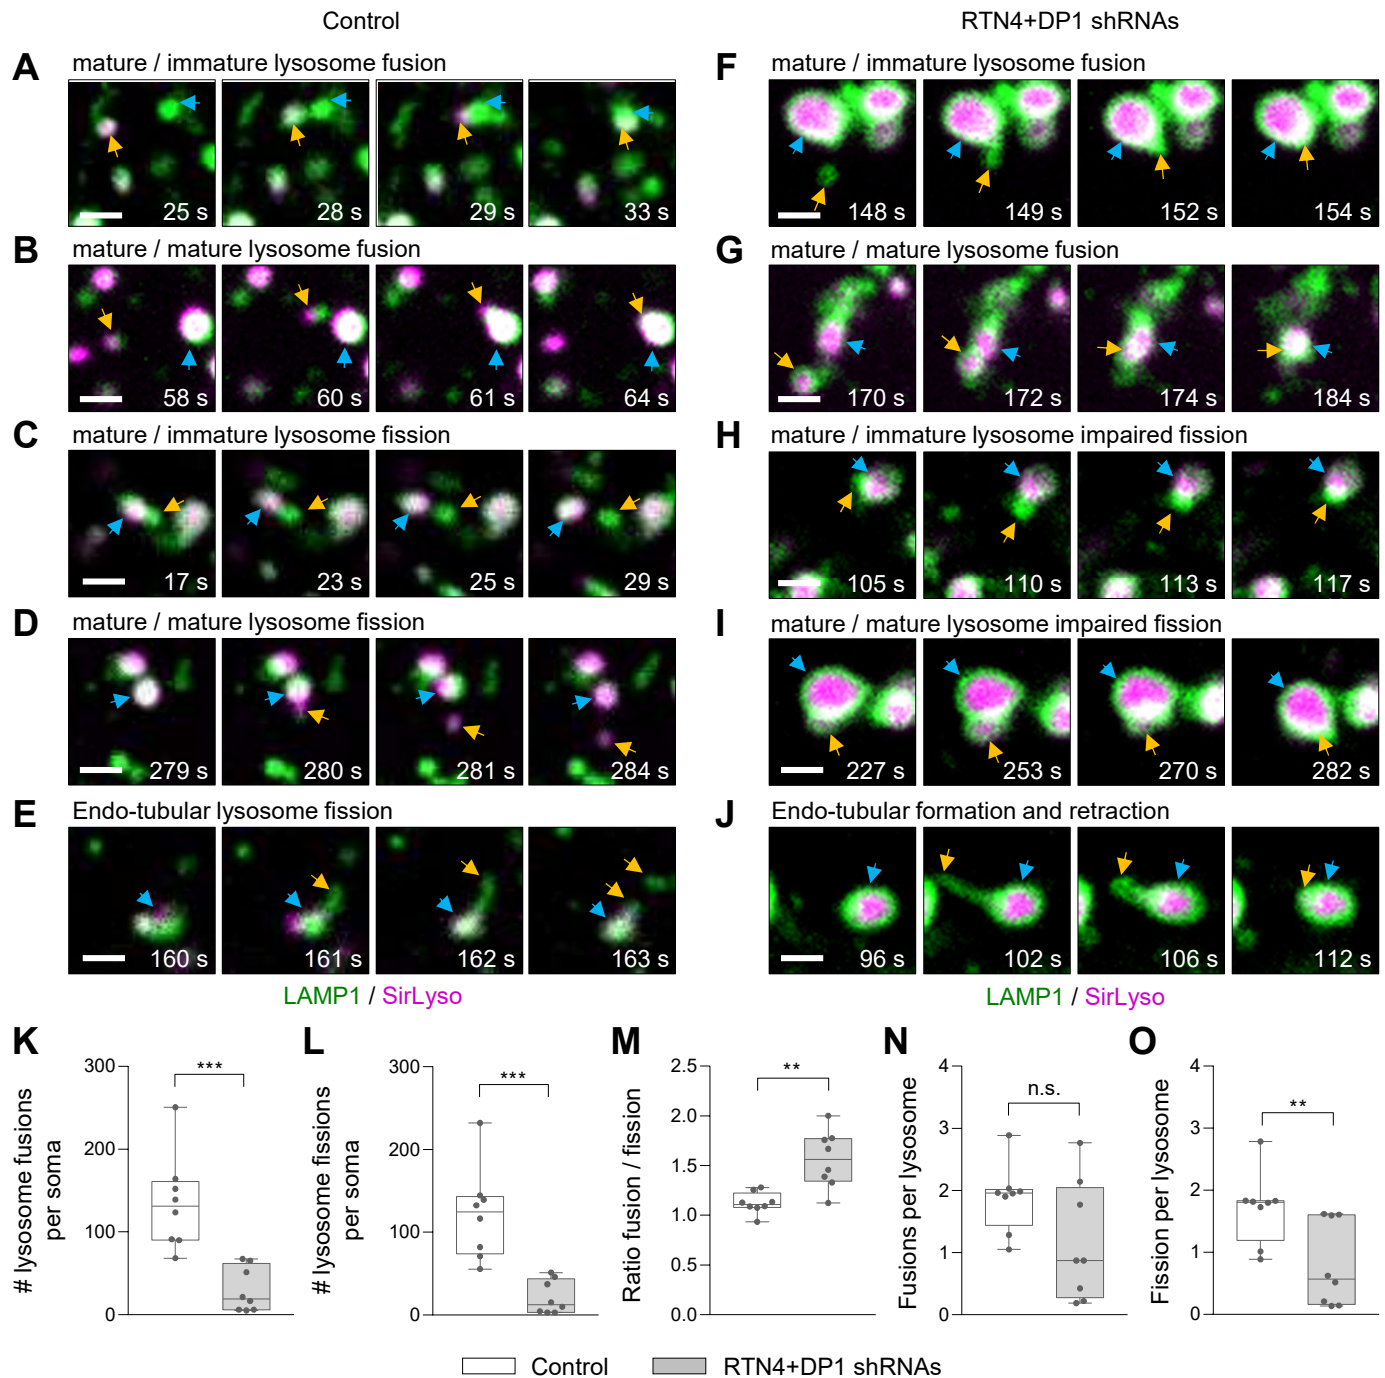 Control
RTN4+DP1 shRNAs
A
mature / immature lysosome fusion
25 s
28 s
29 s
33 s
F
mature / immature lysosome fusion
148 s
149 s
152 s
154 s
B
mature / mature lysosome fusion
58 s
60 s
61 s
64 s
G
mature / mature lysosome fusion
170 s
172 s
174 s
184 s
C
mature / immature lysosome fission
17 s
23 s
25 s
29 s
H
mature / immature lysosome impaired fission
105 s
110 s
113 s
117 s
D
mature / mature lysosome fission
279 s
280 s
281 s
284 s
I
mature / mature lysosome impaired fission
227 s
253 s
270 s
282 s
E
Endo-tubular lysosome fission
160 s
161 s
162 s
163 s
J
Endo-tubular formation and retraction
96 s
102 s
106 s
112 s
LAMP1 / SirLyso
LAMP1 / SirLyso
K
# lysosome fusions
per soma
300
200
100
0
***
L
# lysosome fissions
per soma
300
200
100
0
***
M
Ratio fusion / fission
2.5
2.0
1.5
1.0
0.5
0.0
**
N
Fusions per lysosome
4
3
2
1
0
n.s.
O
Fission per lysosome
4
3
2
1
0
**
Control
RTN4+DP1 shRNAs